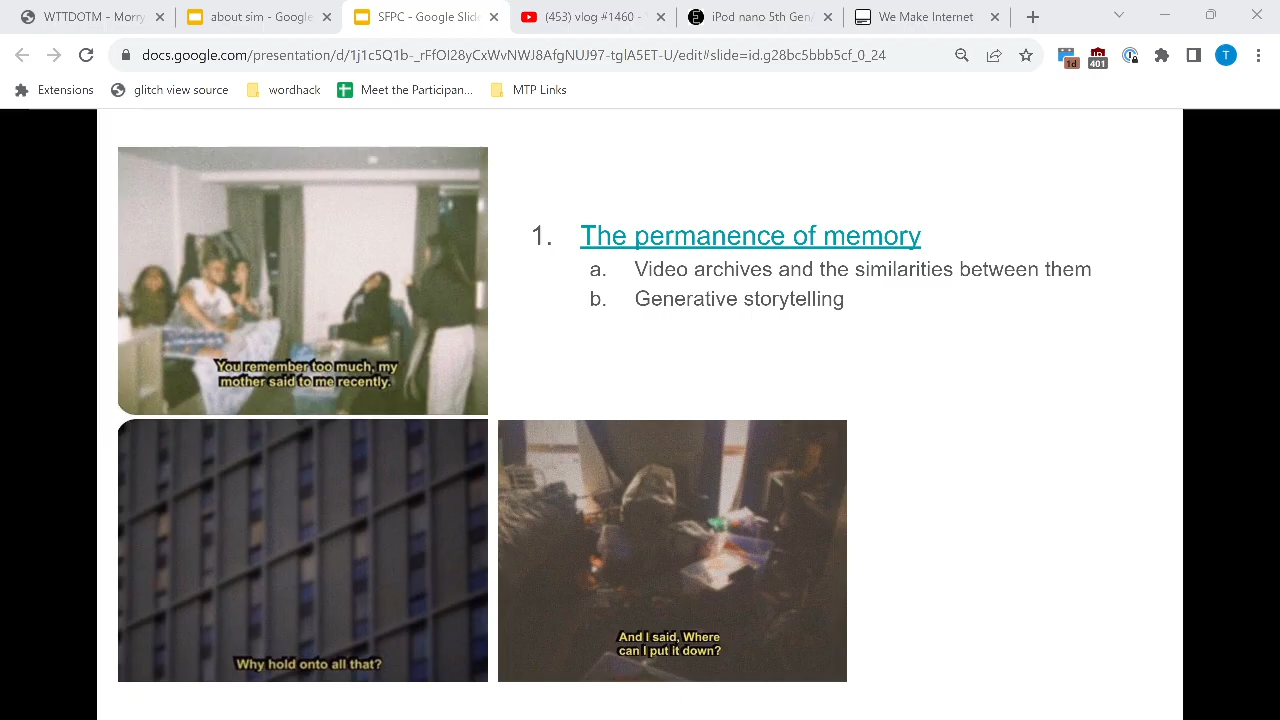 WTTDOTM - Morry
about sim - Google
SFPC - Google Slide
(453) vlog #1460 -
iPod nano 5th Gen/
You Make Internet
docs.google.com/presentation/d/1j1c5Q1b-_rFfOI28yCxWvNWJ8AfgNUJ97-tglA5ET-U/edit#slide=id.g28bc5bbb5cf_0_24
1d
401
T
Extensions
glitch view source
wordhack
Meet the Participan...
MTP Links
1. The permanence of memory
a. Video archives and the similarities between them
b. Generative storytelling
You remember too much, my
mother said to me recently.
Why hold onto all that?
And I said, Where
can I put it down?